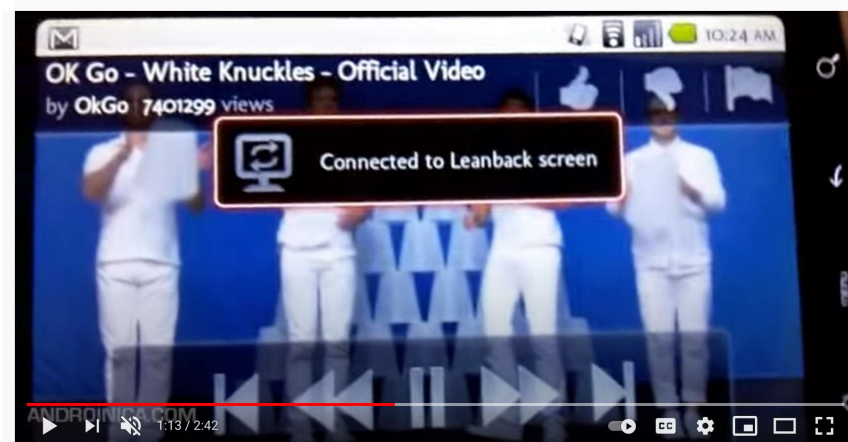 10:24 AM
OK Go - White Knuckles - Official Video
by OkGo 7401299 views
Connected to Leanback screen
ANDROINICA.COM
1:13 / 2:42
CC